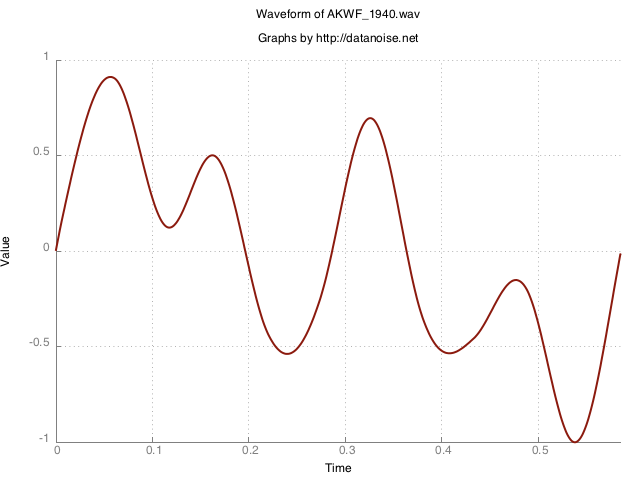 Waveform of AKWF_1940.wav
Graphs by http://datanoise.net
1
0.5
0
-0.5
-1
Value
0 0.1 0.2 0.3 0.4 0.5
Time